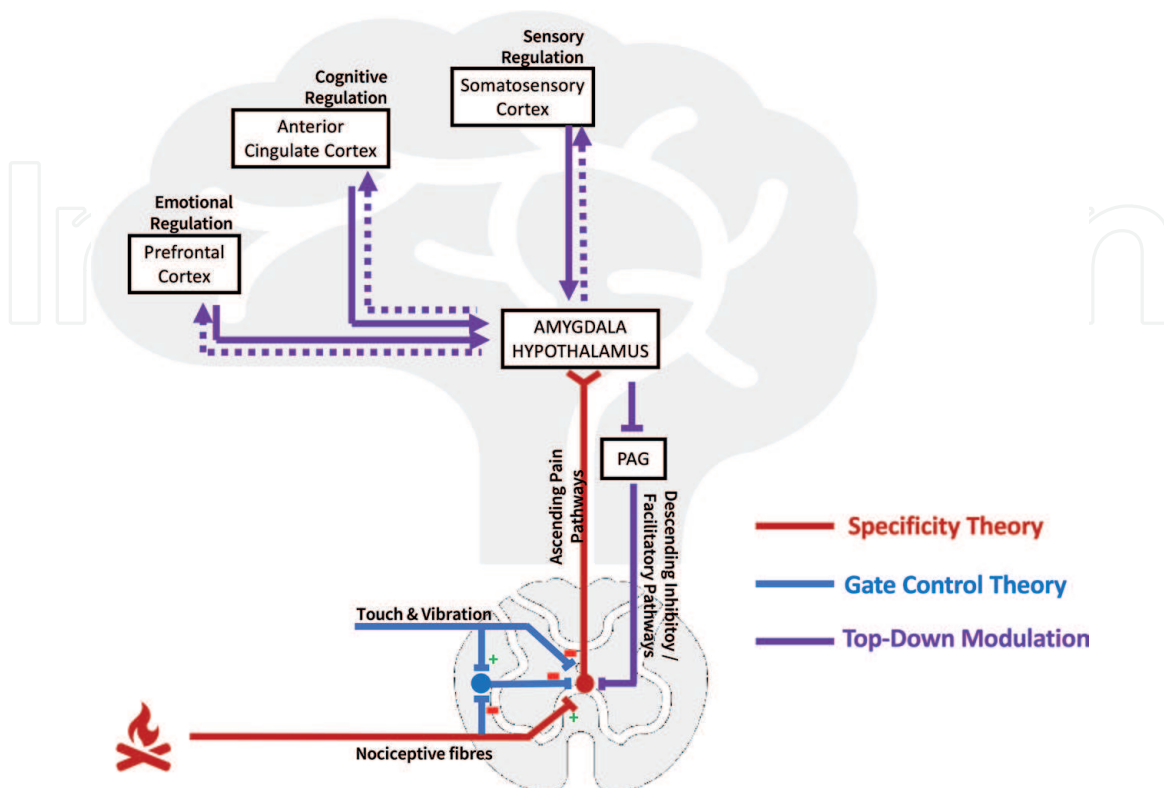 Sensory
Regulation
Somatosensory
Cortex
Cognitive
Regulation
Anterior
Cingulate Cortex
Emotional
Regulation
Prefrontal
Cortex
AMYGDALA
HYPOTHALAMUS
PAG
Ascending Pain
Pathways
Descending Inhibitoy /
Facilitatory Pathways
Specificity Theory
Gate Control Theory
Top-Down Modulation
Touch & Vibration
+
+
Nociceptive fibres